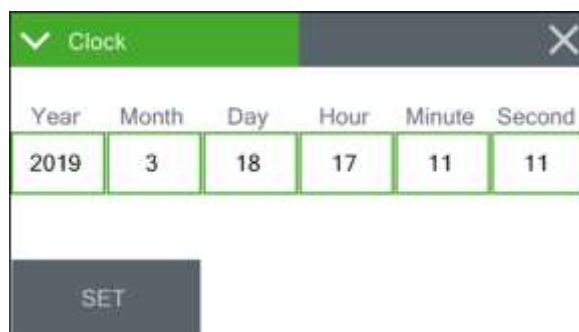 Clock
Year Month Day Hour Minute Second
2019 3 18 17 11 11
SET